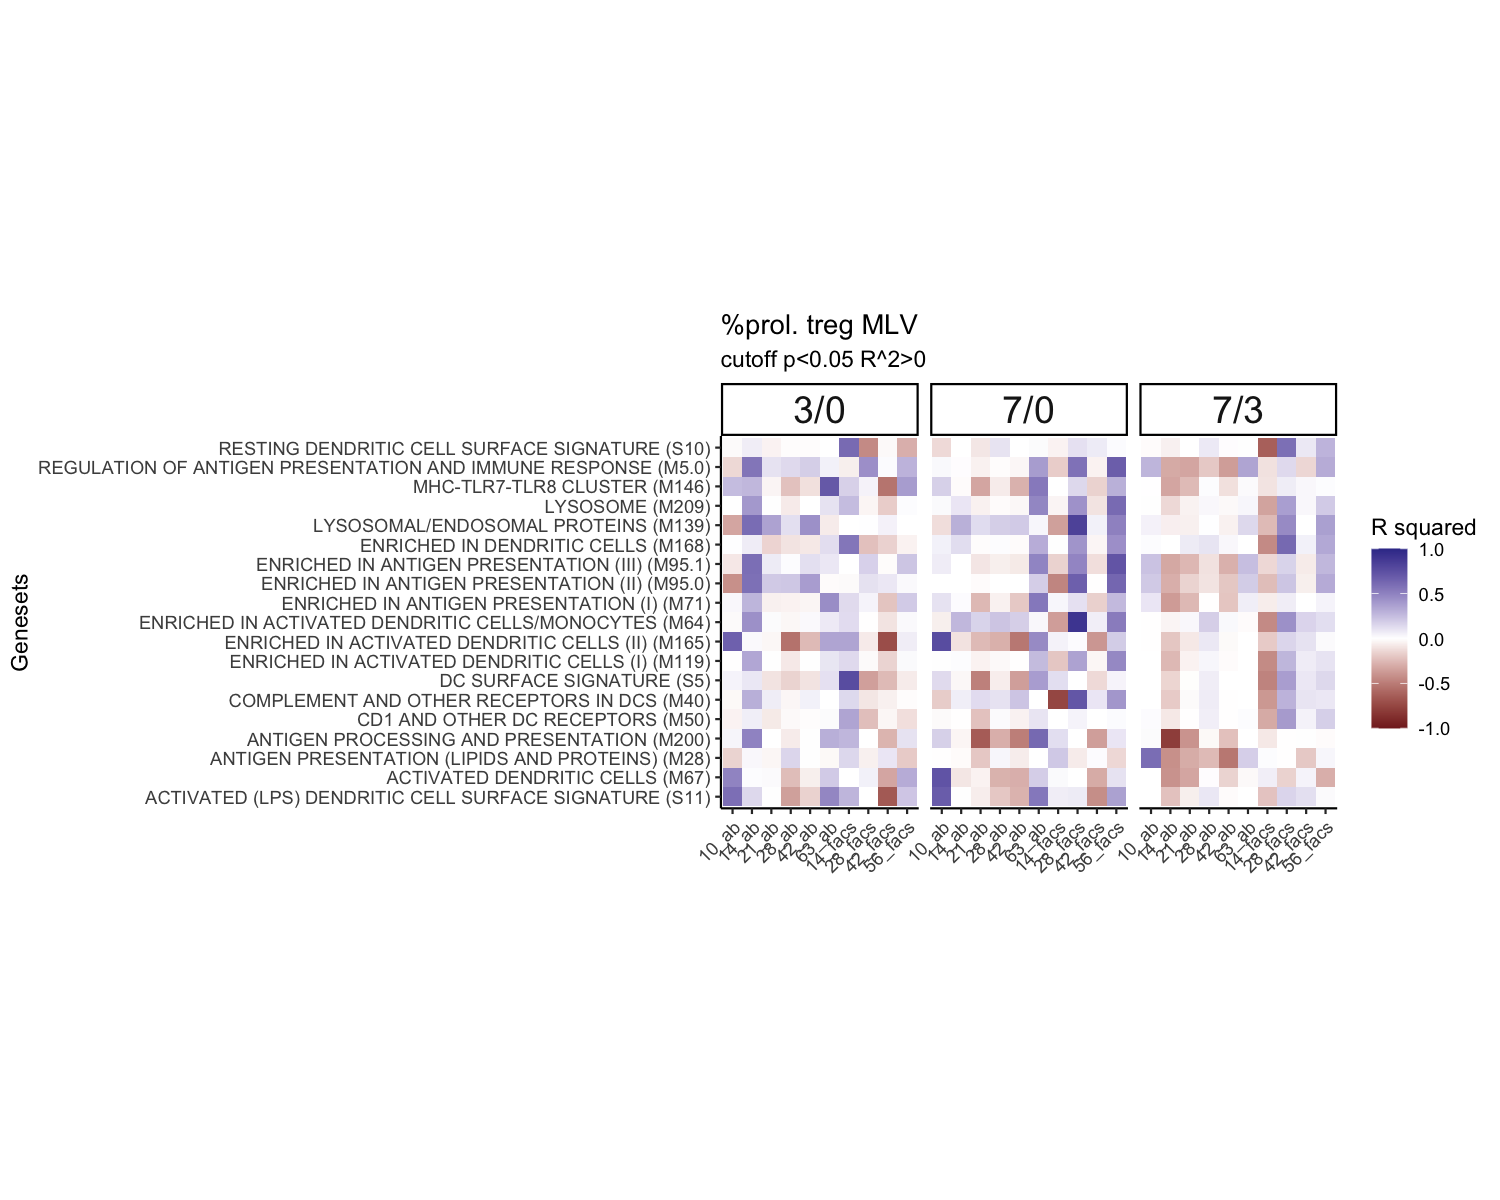 %prol. treg MLV
cutoff p<0.05 R^2>0
3/0
7/0
7/3
Genesets
RESTING DENDRITIC CELL SURFACE SIGNATURE (S10)
REGULATION OF ANTIGEN PRESENTATION AND IMMUNE RESPONSE (M5.0)
MHC-TLR7-TLR8 CLUSTER (M146)
LYSOSOME (M209)
LYSOSOMAL/ENDOSOMAL PROTEINS (M139)
ENRICHED IN DENDRITIC CELLS (M168)
ENRICHED IN ANTIGEN PRESENTATION (III) (M95.1)
ENRICHED IN ANTIGEN PRESENTATION (II) (M95.0)
ENRICHED IN ANTIGEN PRESENTATION (I) (M71)
ENRICHED IN ACTIVATED DENDRITIC CELLS/MONOCYTES (M64)
ENRICHED IN ACTIVATED DENDRITIC CELLS (II) (M165)
ENRICHED IN ACTIVATED DENDRITIC CELLS (I) (M119)
DC SURFACE SIGNATURE (S5)
COMPLEMENT AND OTHER RECEPTORS IN DCS (M40)
CD1 AND OTHER DC RECEPTORS (M50)
ANTIGEN PROCESSING AND PRESENTATION (M200)
ANTIGEN PRESENTATION (LIPIDS AND PROTEINS) (M28)
ACTIVATED DENDRITIC CELLS (M67)
ACTIVATED (LPS) DENDRITIC CELL SURFACE SIGNATURE (S11)
10_ab
14_ab
21_ab
28_ab
42_ab
63_ab
14_facs
28_facs
42_facs
56_facs
10_ab
14_ab
21_ab
28_ab
42_ab
63_ab
14_facs
28_facs
42_facs
56_facs
10_ab
14_ab
21_ab
28_ab
42_ab
63_ab
14_facs
28_facs
42_facs
56_facs
R squared
1.0
0.5
0.0
-0.5
-1.0